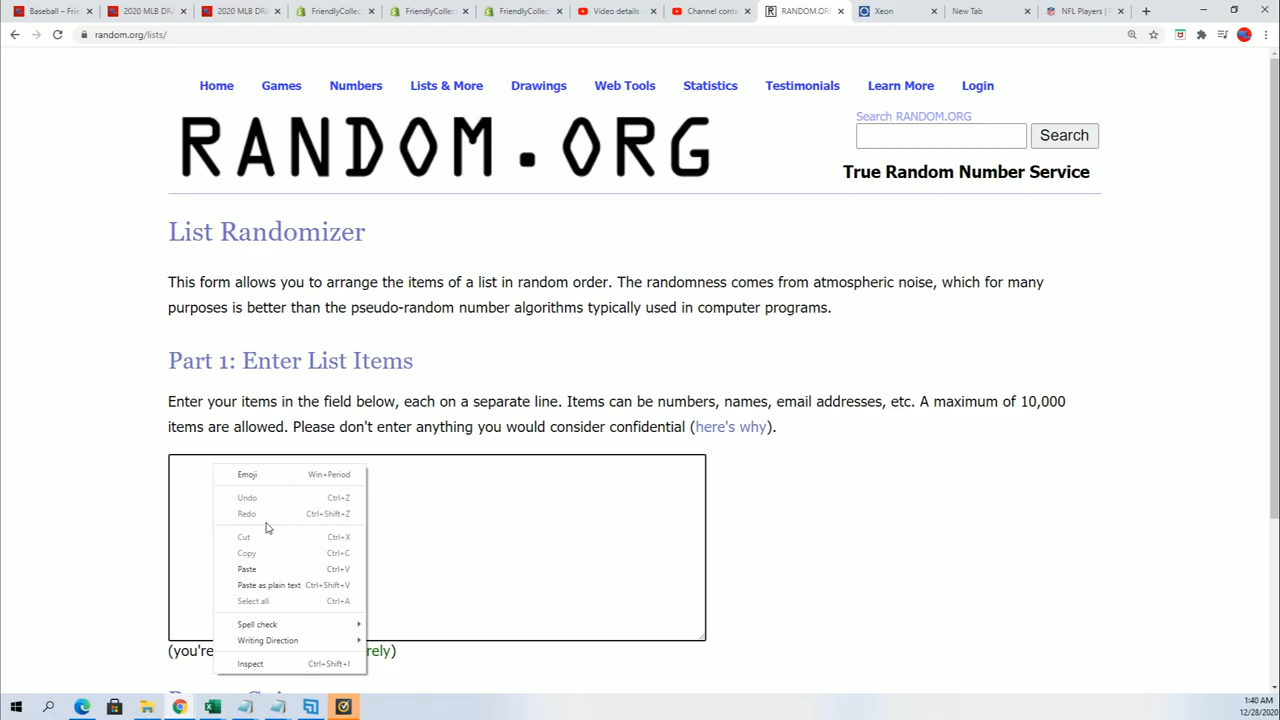 Baseball – Frie
2020 MLB DRA
2020 MLB DRA
FriendlyCollec
FriendlyCollec
FriendlyCollec
Video details
Channel conte
RANDOM.OR
Xeon
New Tab
NFL Players | F
random.org/lists/
Home Games Numbers Lists & More Drawings Web Tools Statistics Testimonials Learn More Login
RANDOM.ORG
Search RANDOM.ORG
Search
True Random Number Service
List Randomizer
This form allows you to arrange the items of a list in random order. The randomness comes from atmospheric noise, which for many
purposes is better than the pseudo-random number algorithms typically used in computer programs.
Part 1: Enter List Items
Enter your items in the field below, each on a separate line. Items can be numbers, names, email addresses, etc. A maximum of 10,000
items are allowed. Please don't enter anything you would consider confidential (here's why).
Emoji Win+Period
Undo Ctrl+Z
Redo Ctrl+Shift+Z
Cut Ctrl+X
Copy Ctrl+C
Paste Ctrl+V
Paste as plain text Ctrl+Shift+V
Select all Ctrl+A
Spell check
Writing Direction
Inspect Ctrl+Shift+I
(you're rely)
1:40 AM
12/28/2020